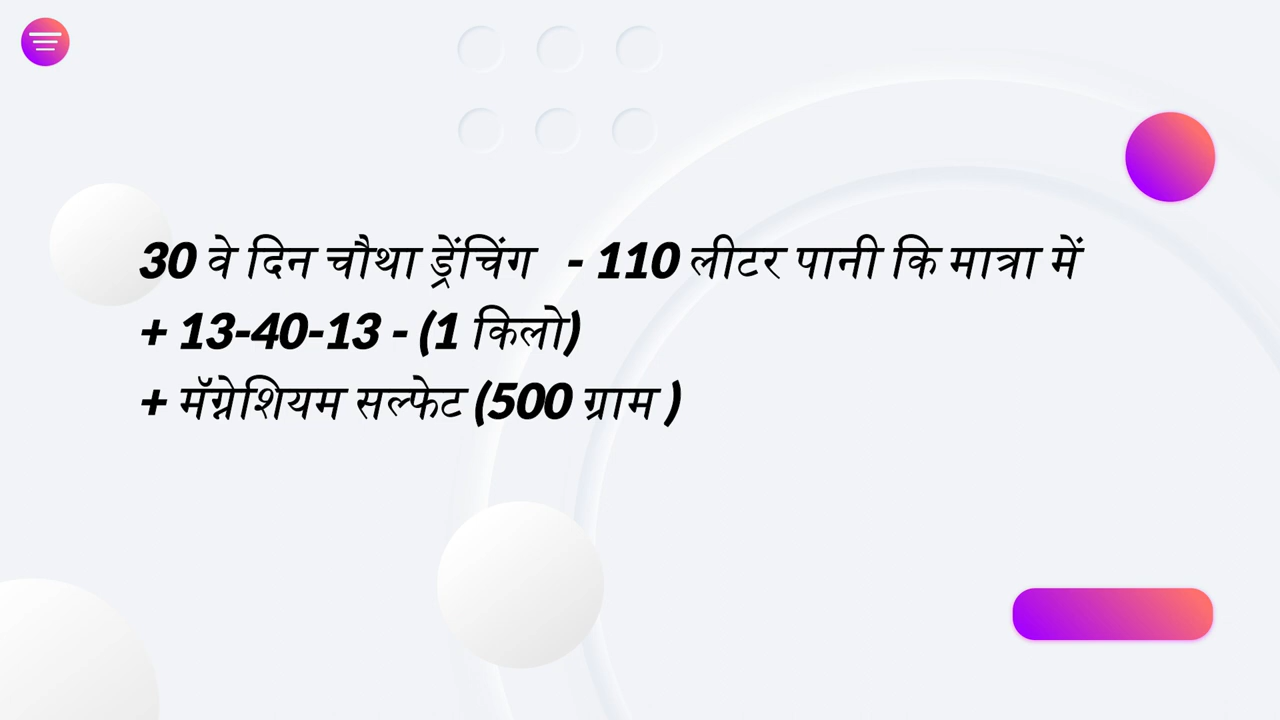 30 वे दिन चौथा ड्रेंचिंग - 110 लीटर पानी कि मात्रा में
+ 13-40-13 - (1 किलो)
+ मॅग्नेशियम सल्फेट (500 ग्राम )